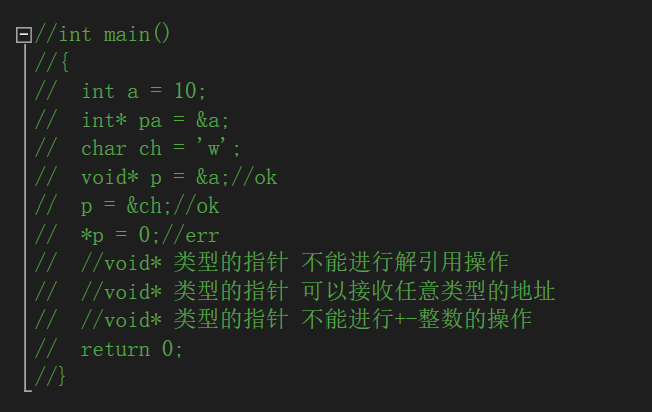 //int main()
//{
//  int a = 10;
//  int* pa = &a;
//  char ch = 'w';
//  void* p = &a;//ok
//  p = &ch;//ok
//  *p = 0;//err
//  //void* 类型的指针 不能进行解引用操作
//  //void* 类型的指针 可以接收任意类型的地址
//  //void* 类型的指针 不能进行+-整数的操作
//  return 0;
//}